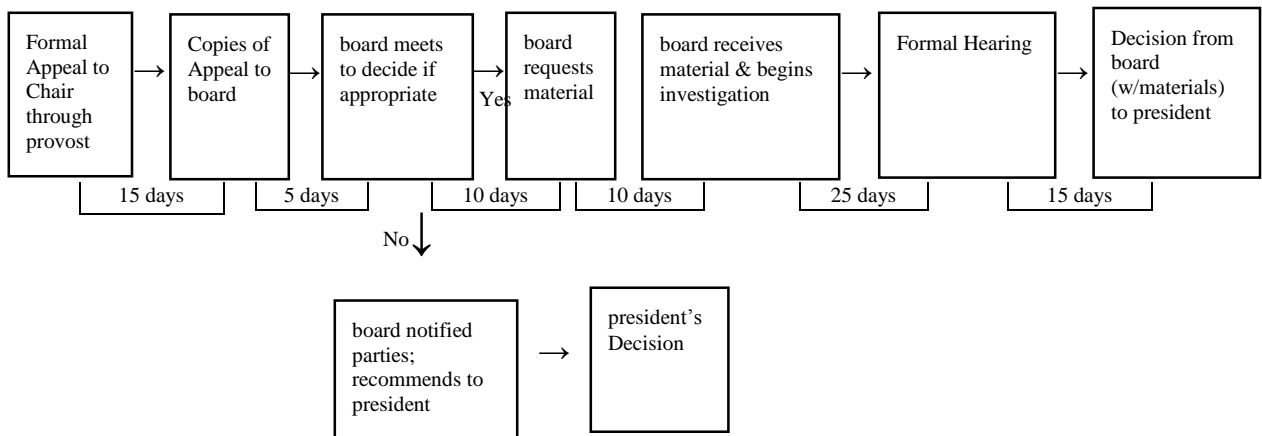 Formal
Appeal to
Chair
through
provost
Copies of
Appeal to
board
board meets
to decide if
appropriate
Yes
board
requests
material
board receives
material & begins
investigation
Formal Hearing
Decision from
board
(w/materials)
to president
15 days
5 days
10 days
10 days
25 days
15 days
No
board notified
parties;
recommends to
president
president's
Decision